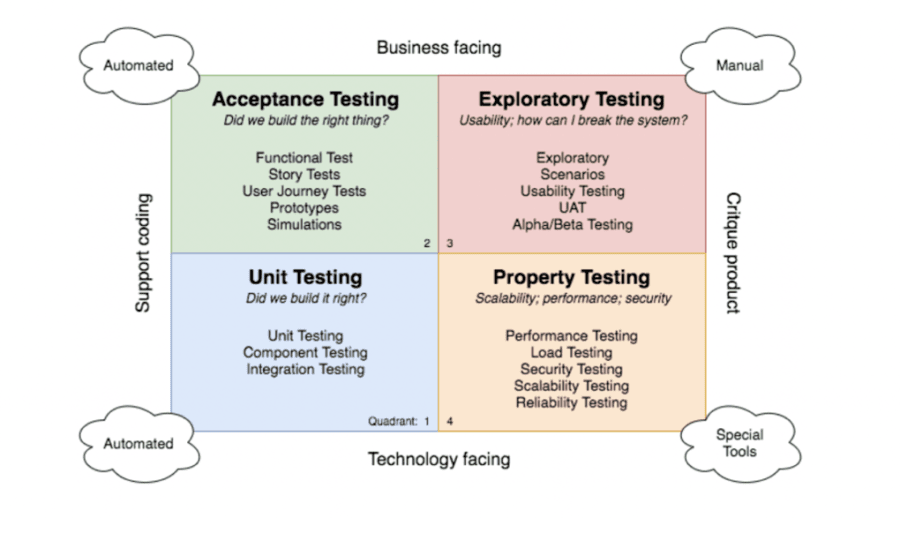 Business facing
Automated
Manual
Acceptance Testing
Did we build the right thing?
Functional Test
Story Tests
User Journey Tests
Prototypes
Simulations
2
Exploratory Testing
Usability; how can I break the system?
Exploratory
Scenarios
Usability Testing
UAT
Alpha/Beta Testing
3
Support coding
Critque product
Unit Testing
Did we build it right?
Unit Testing
Component Testing
Integration Testing
Quadrant: 1
Property Testing
Scalability; performance; security
Performance Testing
Load Testing
Security Testing
Scalability Testing
Reliability Testing
4
Automated
Special
Tools
Technology facing